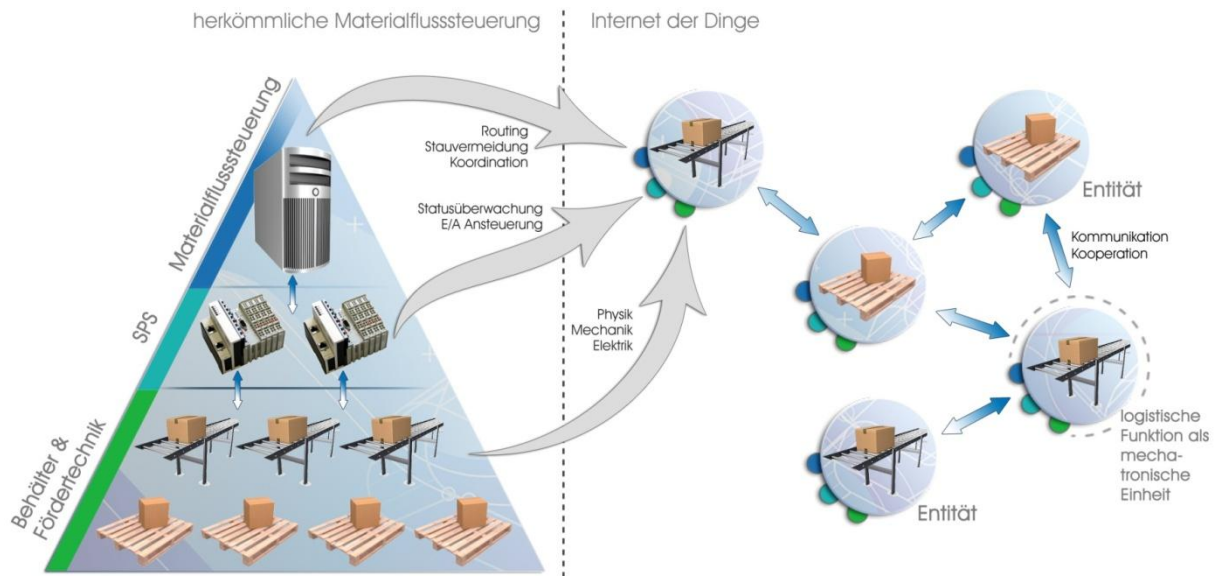 herkömmliche Materialflusssteuerung
Internet der Dinge
Materialflusssteuerung
SPS
Behälter &
Fördertechnik
Routing
Stauvermeidung
Koordination
Statusüberwachung
E/A Ansteuerung
Physik
Mechanik
Elektrik
Entität
Kommunikation
Kooperation
logistische
Funktion als
mecha-
tronische
Einheit
Entität